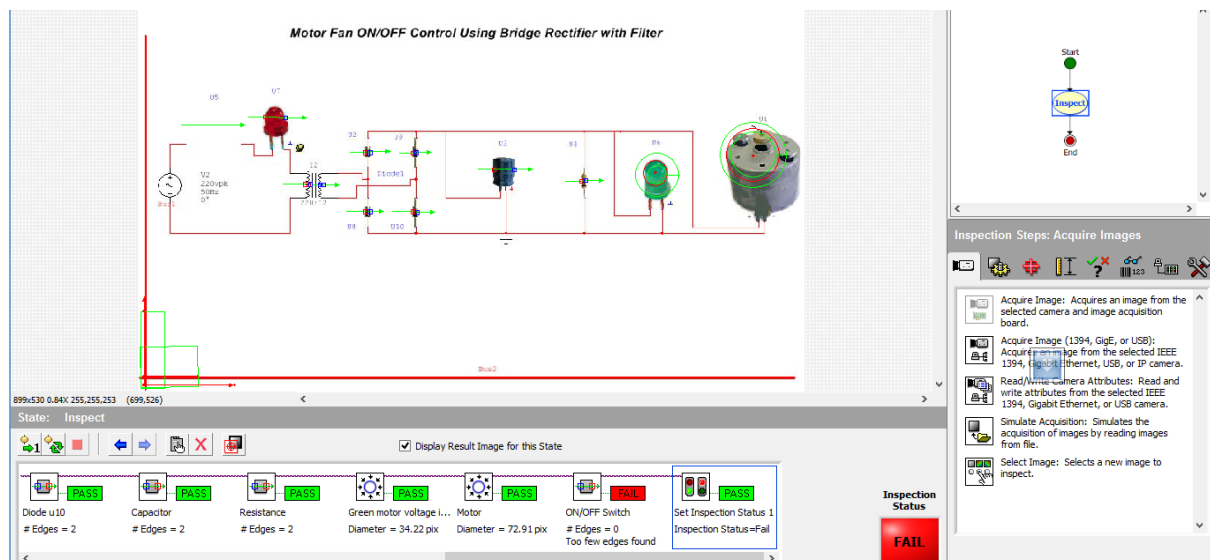 Motor Fan ON/OFF Control Using Bridge Rectifier with Filter
U7
U5
U1
U2
J3
T2
V2
220vpk
50Hz
0°
Diode1
U8
U10
Bus2
899x530 0.84X 255,255,253 (699,526)
Start
Inspect
End
Inspection Steps: Acquire Images
123
Acquire Image: Acquires an image from the
selected camera and image acquisition
board.
Acquire Image (1394, GigE, or USB):
Acquires an image from the selected IEEE
1394, Gigabit Ethernet, USB, or IP camera.
Read/Write Camera Attributes: Read and
write attributes from the selected IEEE
1394, Gigabit Ethernet, or USB camera.
Simulate Acquisition: Simulates the
acquisition of images by reading images
from file.
Select Image: Selects a new image to
inspect.
State: Inspect
1
Display Result Image for this State
PASS
PASS
PASS
PASS
PASS
FAIL
PASS
Diode u10
Capacitor
Resistance
Green motor voltage i...
Motor
ON/OFF Switch
Set Inspection Status 1
# Edges = 2
# Edges = 2
# Edges = 2
Diameter = 34.22 pix
Diameter = 72.91 pix
# Edges = 0
Too few edges found
Inspection Status=Fail
Inspection
Status
FAIL